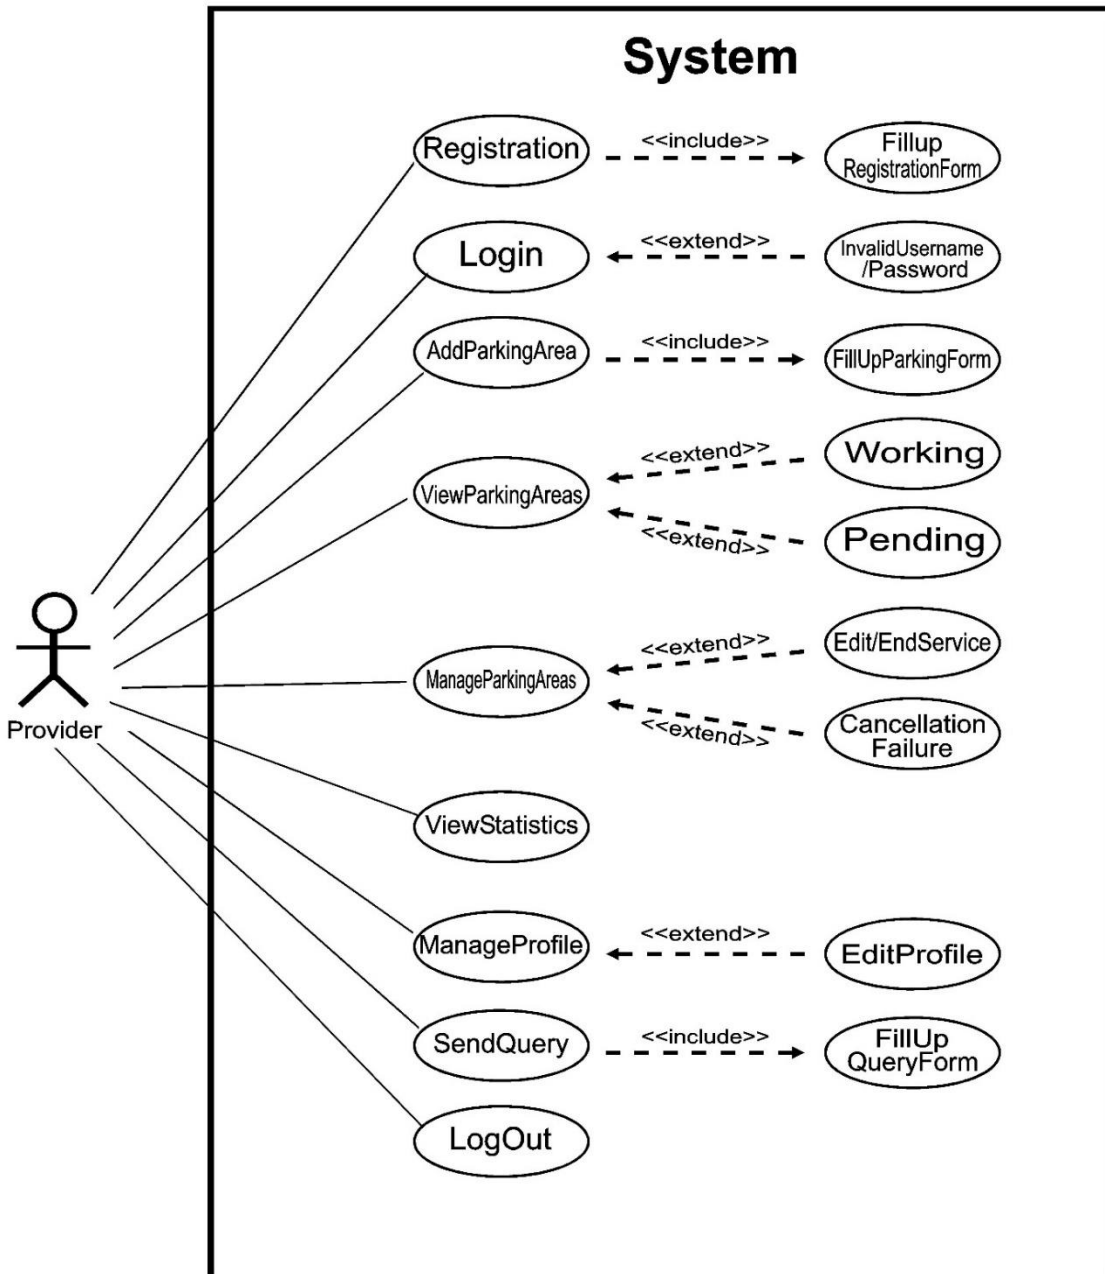 System
Registration
<<include>>
Fillup
RegistrationForm
Login
<<extend>>
InvalidUsername
/Password
AddParkingArea
<<include>>
FillUpParkingForm
ViewParkingAreas
<<extend>>
Working
<<extend>>
Pending
Provider
ManageParkingAreas
<<extend>>
Edit/EndService
<<extend>>
Cancellation
Failure
ViewStatistics
ManageProfile
<<extend>>
EditProfile
SendQuery
<<include>>
FillUp
QueryForm
LogOut